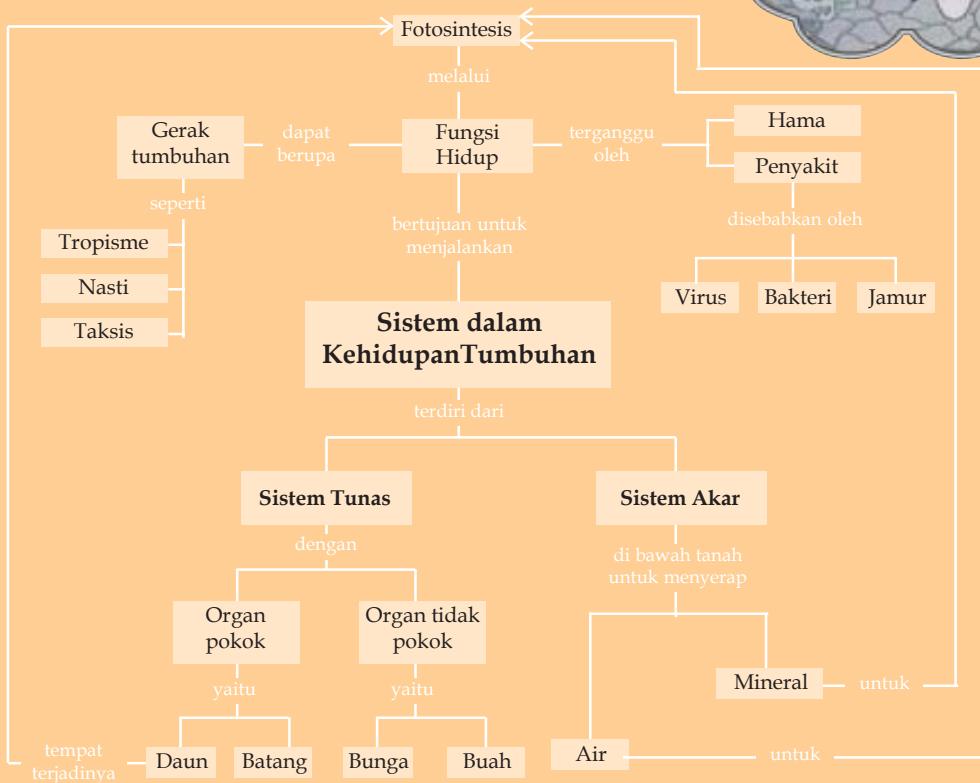 Fotosintesis
melalui
Gerak
tumbuhan
dapat
berupa
Fungsi
Hidup
terganggu
oleh
Hama
Penyakit
seperti
bertujuan untuk
menjalankan
disebabkan oleh
Tropisme
Nasti
Taksis
Virus
Bakteri
Jamur
Sistem dalam
KehidupanTumbuhan
terdiri dari
Sistem Tunas
Sistem Akar
dengan
di bawah tanah
untuk menyerap
Organ
pokok
Organ tidak
pokok
yaitu
yaitu
Mineral
untuk
tempat
terjadinya
Daun
Batang
Bunga
Buah
Air
untuk